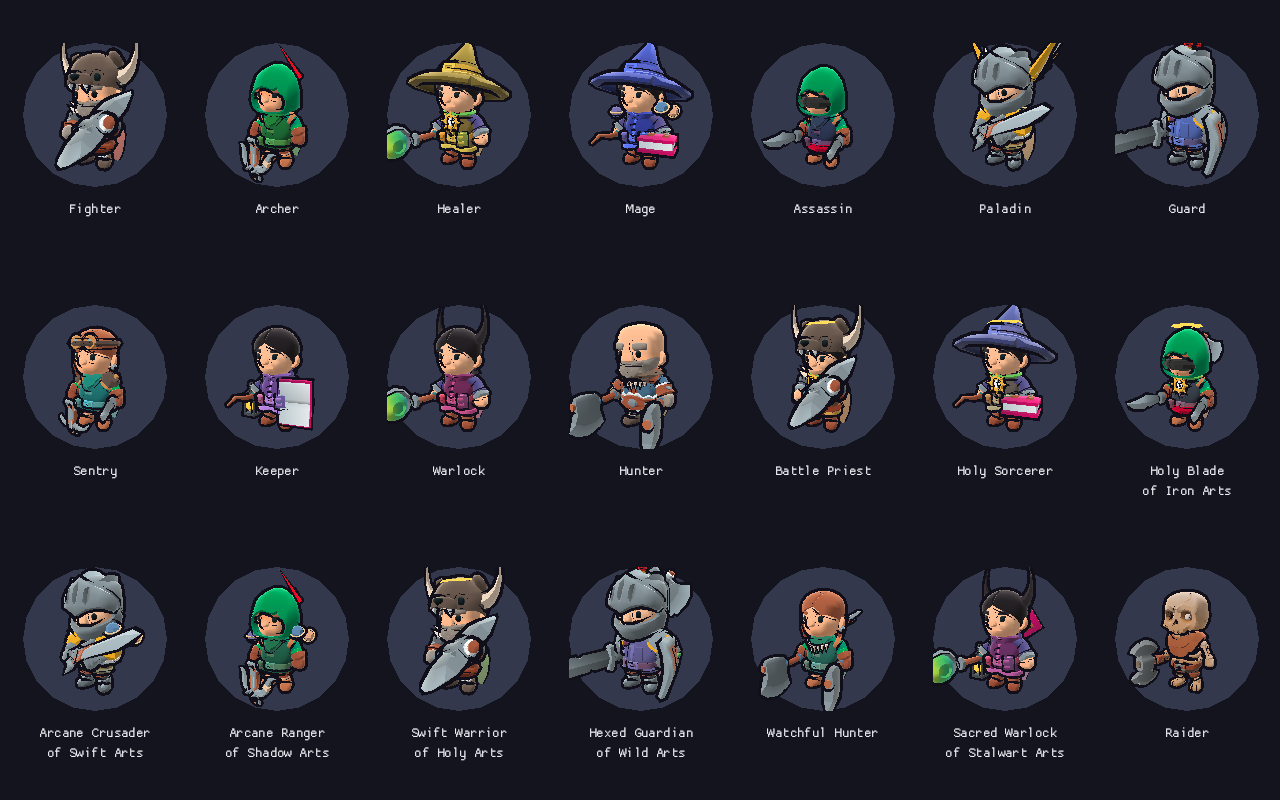 Fighter
Archer
Healer
Mage
Assassin
Paladin
Guard
Sentry
Keeper
Warlock
Hunter
Battle Priest
Holy Sorcerer
Holy Blade
of Iron Arts
Arcane Crusader
of Swift Arts
Arcane Ranger
of Shadow Arts
Swift Warrior
of Holy Arts
Hexed Guardian
of Wild Arts
Watchful Hunter
Sacred Warlock
of Stalwart Arts
Raider